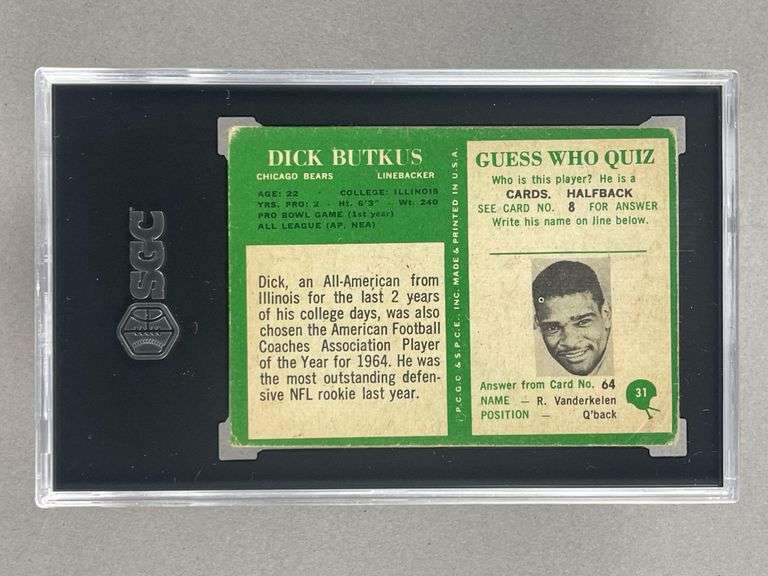 SGC
DICK BUTKUS
CHICAGO BEARS LINEBACKER
AGE: 22 - COLLEGE: ILLINOIS
YRS. PRO: 2 - Ht. 6'3" - Wt. 240
PRO BOWL GAME (1st year)
ALL LEAGUE (AP, NEA)
Dick, an All-American from
Illinois for the last 2 years
of his college days, was also
chosen the American Football
Coaches Association Player
of the Year for 1964. He was
the most outstanding defen-
sive NFL rookie last year.
P.C.G.C. & S.P.C.E., INC. MADE & PRINTED IN U.S.A.
GUESS WHO QUIZ
Who is this player? He is a
CARDS, HALFBACK
SEE CARD NO. 8 FOR ANSWER
Write his name on line below.
Answer from Card No. 64
NAME — R. Vanderkelen
POSITION — Q'back
31